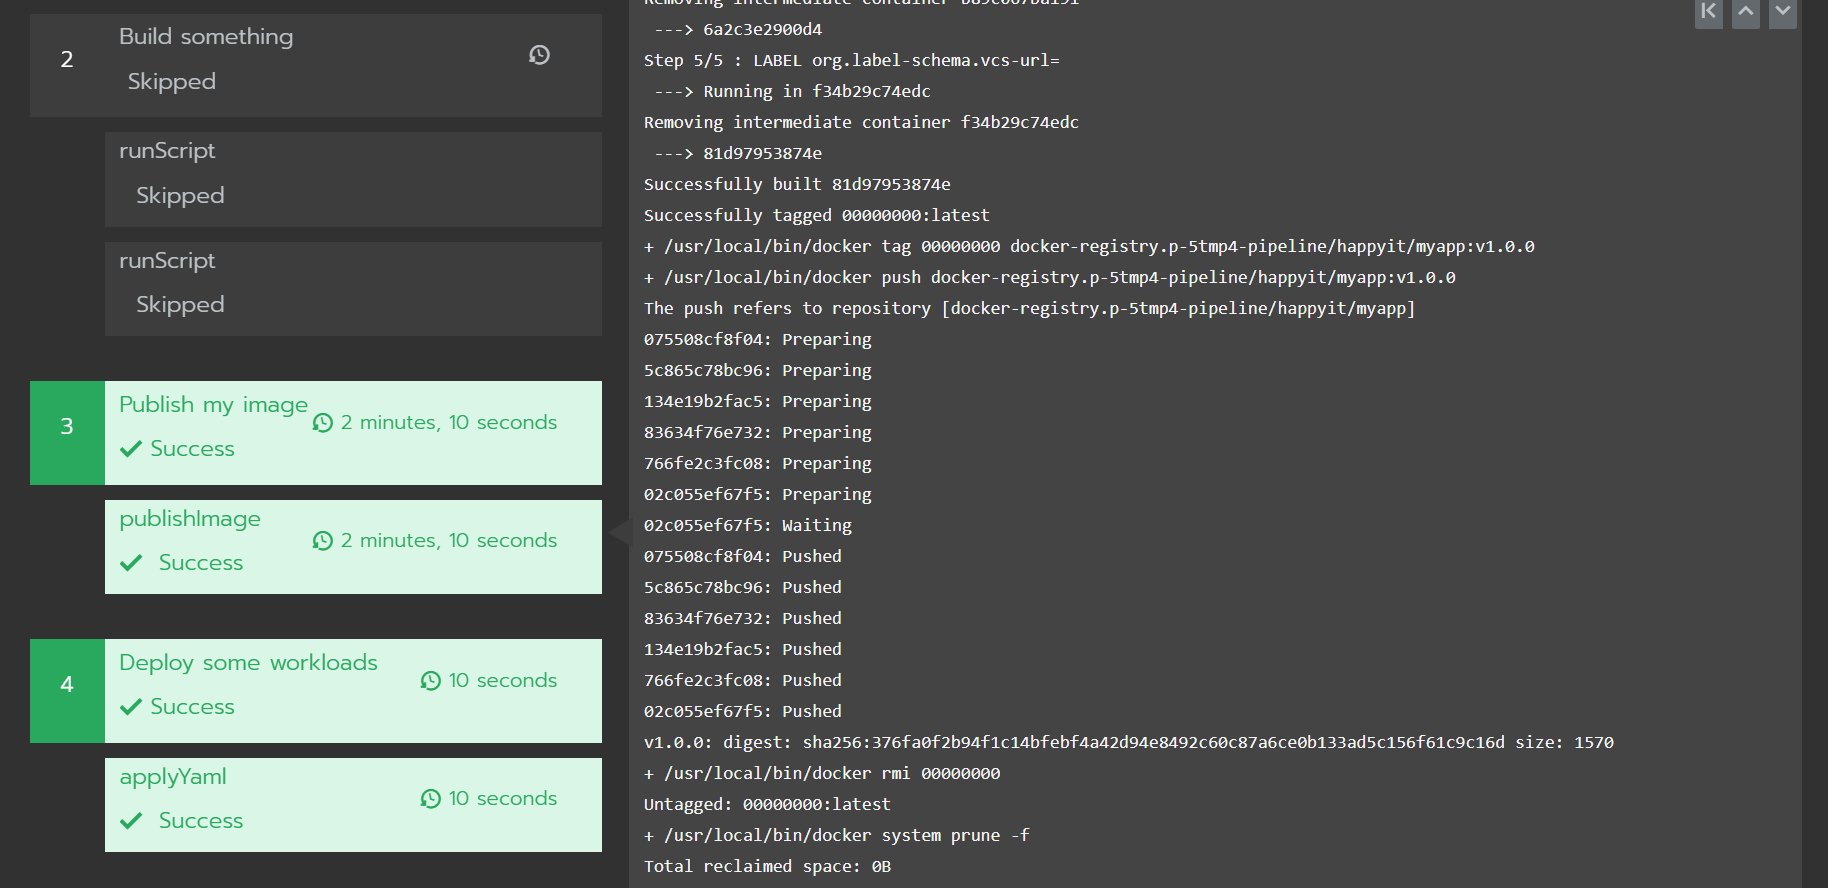 2
Build something
Skipped
runScript
Skipped
runScript
Skipped
3
Publish my image
2 minutes, 10 seconds
Success
publishImage
2 minutes, 10 seconds
Success
4
Deploy some workloads
10 seconds
Success
applyYaml
10 seconds
Success
Removing intermediate container
---> 6a2c3e2900d4
Step 5/5 : LABEL org.label-schema.vcs-url=
---> Running in f34b29c74edc
Removing intermediate container f34b29c74edc
---> 81d97953874e
Successfully built 81d97953874e
Successfully tagged 00000000:latest
+ /usr/local/bin/docker tag 00000000 docker-registry.p-5tmp4-pipeline/happyit/myapp:v1.0.0
+ /usr/local/bin/docker push docker-registry.p-5tmp4-pipeline/happyit/myapp:v1.0.0
The push refers to repository [docker-registry.p-5tmp4-pipeline/happyit/myapp]
075508cf8f04: Preparing
5c865c78bc96: Preparing
134e19b2fac5: Preparing
83634f76e732: Preparing
766fe2c3fc08: Preparing
02c055ef67f5: Preparing
02c055ef67f5: Waiting
075508cf8f04: Pushed
5c865c78bc96: Pushed
83634f76e732: Pushed
134e19b2fac5: Pushed
766fe2c3fc08: Pushed
02c055ef67f5: Pushed
v1.0.0: digest: sha256:376fa0f2b94f1c14bfebf4a42d94e8492c60c87a6ce0b133ad5c156f61c9c16d size: 1570
+ /usr/local/bin/docker rmi 00000000
Untagged: 00000000:latest
+ /usr/local/bin/docker system prune -f
Total reclaimed space: 0B